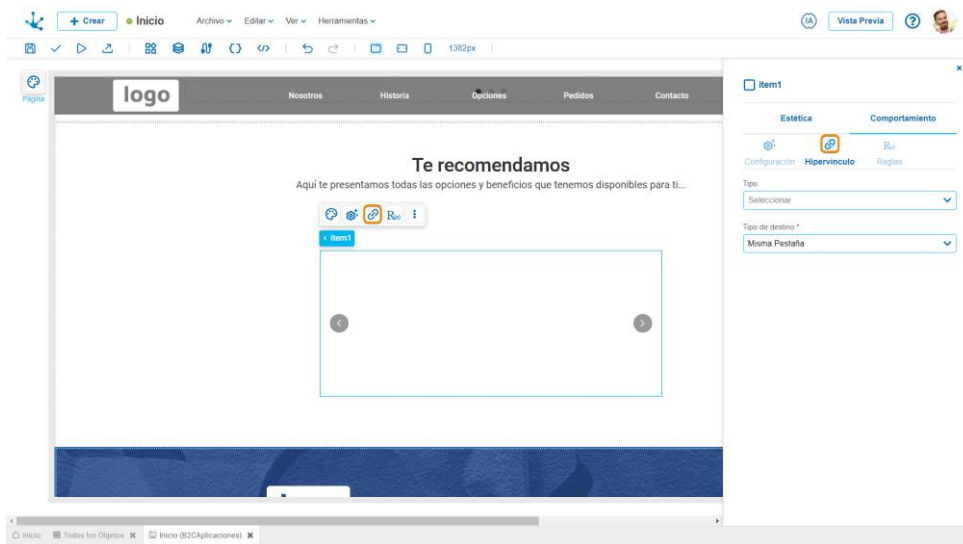 + Crear
Inicio
Archivo
Editar
Ver
Herramientas
IA
Vista Previa
?
1382px
Página
logo
Nosotros
Historia
Opciones
Pedidos
Contacto
Te recomendamos
Aquí te presentamos todas las opciones y beneficios que tenemos disponibles para ti...
R(x)
< item1
item1
Estética
Comportamiento
R(x)
Configuración
Hipervínculo
Reglas
Tipo
Seleccionar
Tipo de destino *
Misma Pestaña
Inicio
Todos los Objetos
Inicio (B2CAplicaciones)